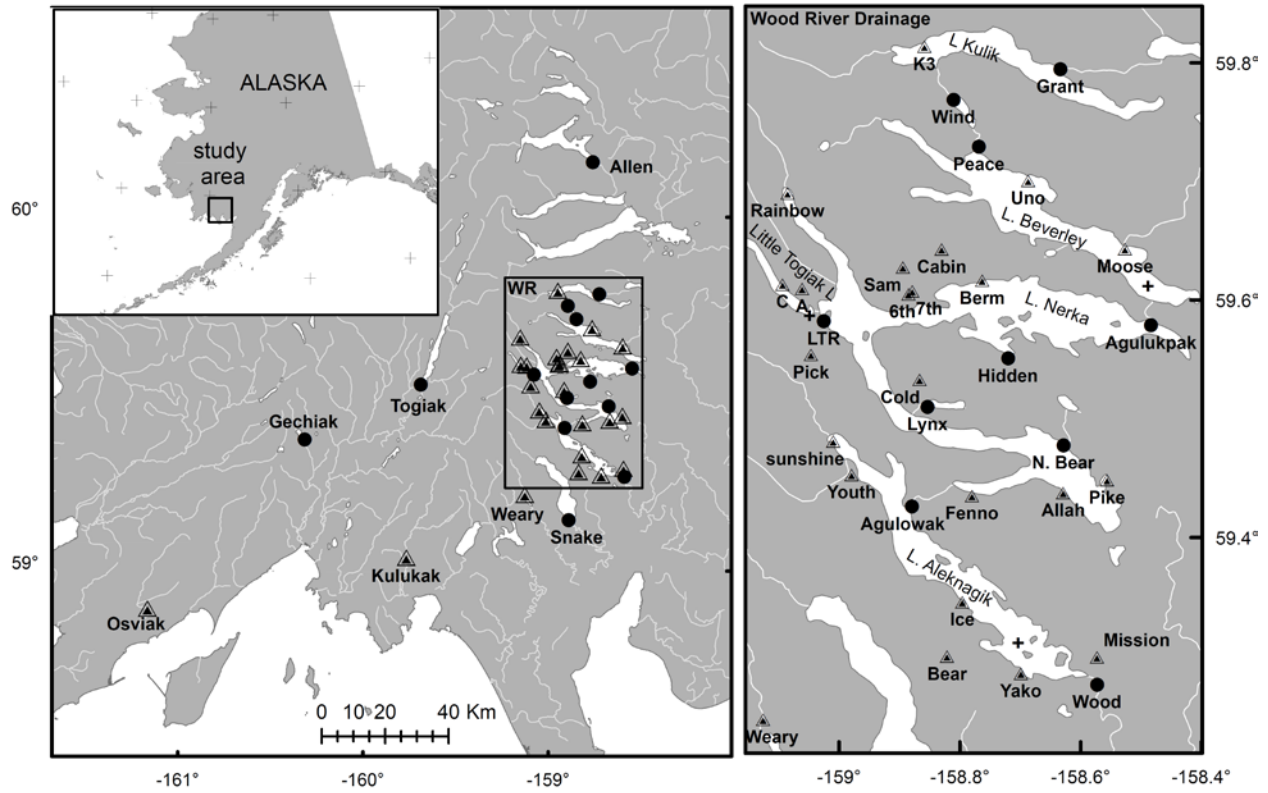 ALASKA
study
area
60°
59°
Allen
WR
Togiak
Gechiak
Weary
Snake
Kulukak
Osviak
0 10 20 40 Km
-161° -160° -159°
Wood River Drainage
L Kulik
K3
Grant
Wind
Peace
Uno
Rainbow
L. Beverley
Little Togiak L
Cabin
Moose
Sam
Berm
C A
6th 7th
L. Nerka
LTR
Agulukpak
Pick
Hidden
Cold
Lynx
N. Bear
sunshine
Youth
Pike
Fenno
Allah
Agulowak
L. Aleknagik
Ice
Mission
Bear
Yako
Wood
Weary
59.8°
59.6°
59.4°
-159° -158.8° -158.6° -158.4°